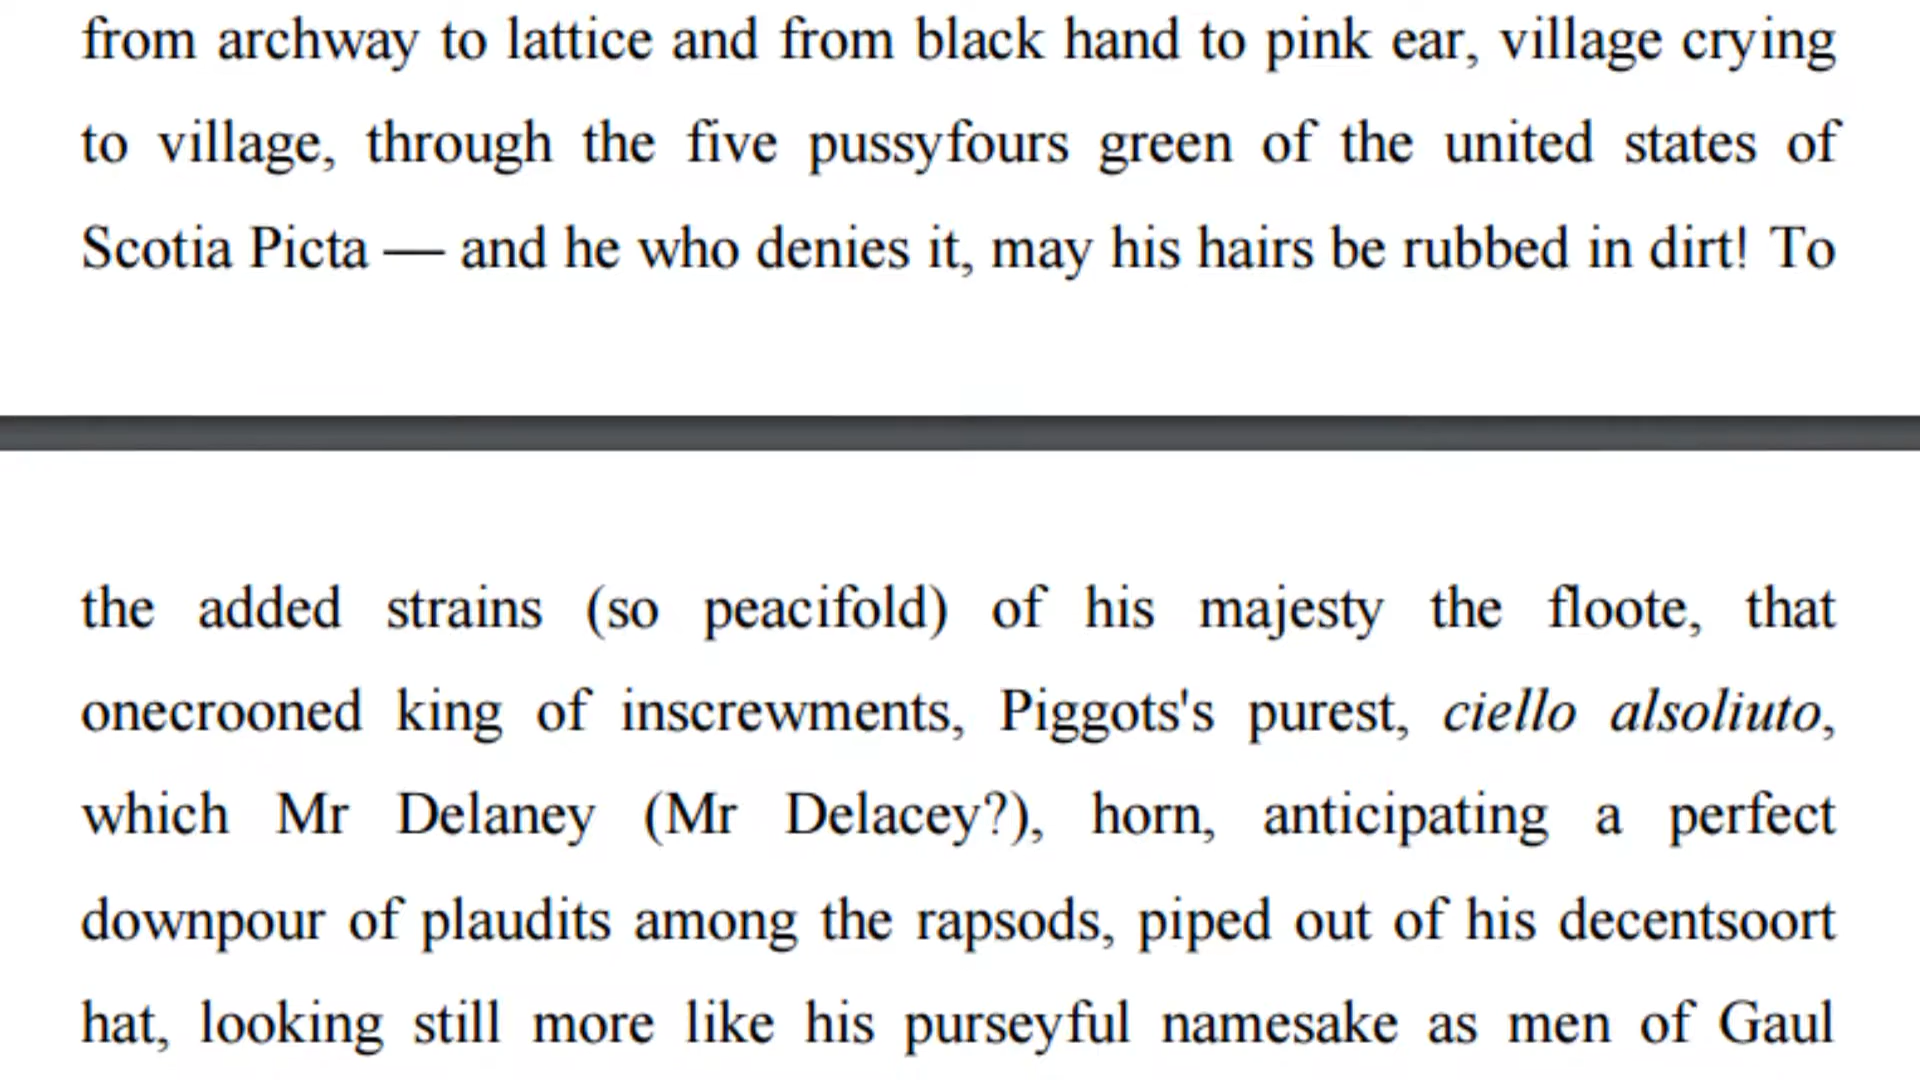 from archway to lattice and from black hand to pink ear, village crying
to village, through the five pussyfours green of the united states of
Scotia Picta — and he who denies it, may his hairs be rubbed in dirt! To
the added strains (so peacifold) of his majesty the floote, that
onecrooned king of inscrewments, Piggots's purest, ciello alsoliuto,
which Mr Delaney (Mr Delacey?), horn, anticipating a perfect
downpour of plaudits among the rapsods, piped out of his decentsoort
hat, looking still more like his purseyful namesake as men of Gaul